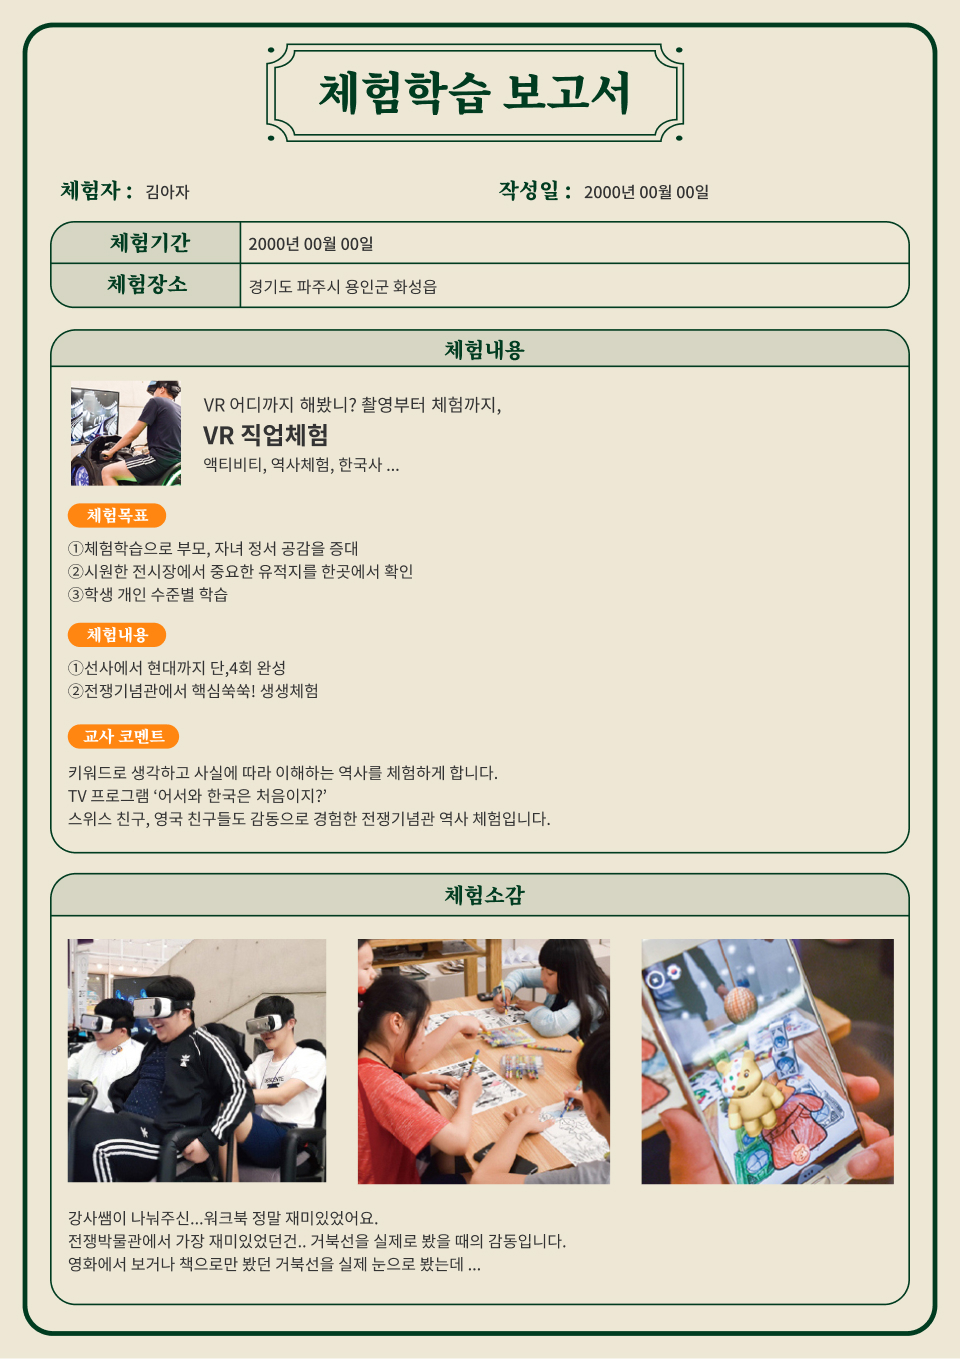 체험학습 보고서
체험자 : 김아자
작성일 : 2000년 00월 00일
체험기간 2000년 00월 00일
체험장소 경기도 파주시 용인군 화성읍
체험내용
VR 어디까지 해봤니? 촬영부터 체험까지,
VR 직업체험
액티비티, 역사체험, 한국사 ...
체험목표
①체험학습으로 부모, 자녀 정서 공감을 증대
②시원한 전시장에서 중요한 유적지를 한곳에서 확인
③학생 개인 수준별 학습
체험내용
①선사에서 현대까지 단,4회 완성
②전쟁기념관에서 핵심쑥쑥! 생생체험
교사 코멘트
키워드로 생각하고 사실에 따라 이해하는 역사를 체험하게 합니다.
TV 프로그램 ‘어서와 한국은 처음이지?’
스위스 친구, 영국 친구들도 감동으로 경험한 전쟁기념관 역사 체험입니다.
체험소감
강사쌤이 나눠주신...워크북 정말 재미있었어요.
전쟁박물관에서 가장 재미있었던건.. 거북선을 실제로 봤을 때의 감동입니다.
영화에서 보거나 책으로만 봤던 거북선을 실제 눈으로 봤는데 ...